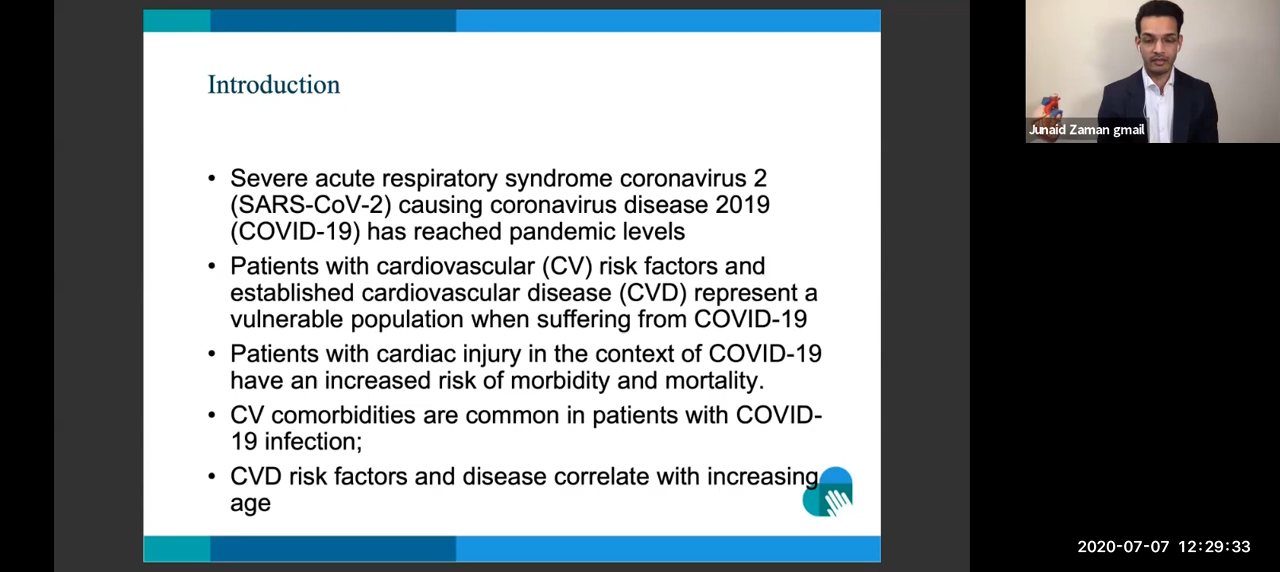 Introduction
• Severe acute respiratory syndrome coronavirus 2
(SARS-CoV-2) causing coronavirus disease 2019
(COVID-19) has reached pandemic levels
• Patients with cardiovascular (CV) risk factors and
established cardiovascular disease (CVD) represent a
vulnerable population when suffering from COVID-19
• Patients with cardiac injury in the context of COVID-19
have an increased risk of morbidity and mortality.
• CV comorbidities are common in patients with COVID-
19 infection;
• CVD risk factors and disease correlate with increasing
age
Junaid Zaman gmail
2020-07-07 12:29:33